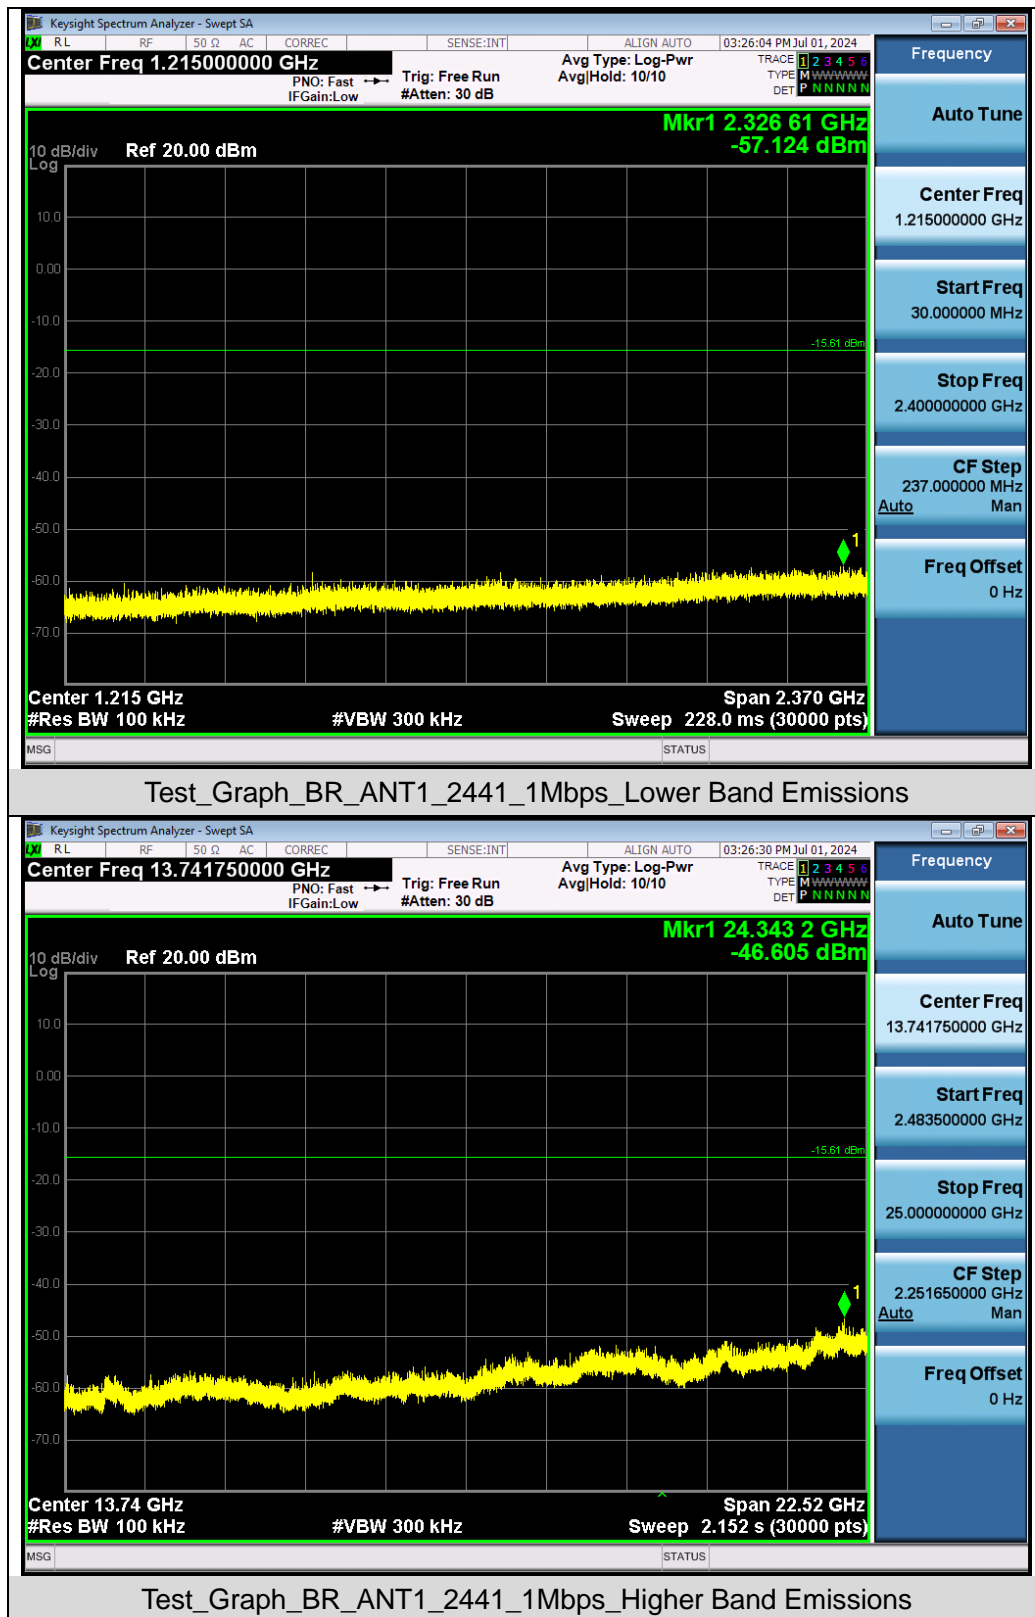 Keysight Spectrum Analyzer - Swept SA
LXI RL RF 50 Ω AC CORREC SENSE:INT ALIGN AUTO 03:26:04 PM Jul 01, 2024
Center Freq 1.215000000 GHz
PNO: Fast
IFGain:Low
Trig: Free Run
#Atten: 30 dB
Avg Type: Log-Pwr
Avg|Hold: 10/10
TRACE 1 2 3 4 5 6
TYPE M WWWWW
DET P N N N N N
Mkr1 2.326 61 GHz
-57.124 dBm
10 dB/div Ref 20.00 dBm
Log
10.0
0.00
-10.0
-15.61 dBm
-20.0
-30.0
-40.0
-50.0
1
-60.0
-70.0
Center 1.215 GHz Span 2.370 GHz
#Res BW 100 kHz #VBW 300 kHz Sweep 228.0 ms (30000 pts)
MSG STATUS
Frequency
Auto Tune
Center Freq
1.215000000 GHz
Start Freq
30.000000 MHz
Stop Freq
2.400000000 GHz
CF Step
237.000000 MHz
Auto Man
Freq Offset
0 Hz
Test_Graph_BR_ANT1_2441_1Mbps_Lower Band Emissions
Keysight Spectrum Analyzer - Swept SA
LXI RL RF 50 Ω AC CORREC SENSE:INT ALIGN AUTO 03:26:30 PM Jul 01, 2024
Center Freq 13.741750000 GHz
PNO: Fast
IFGain:Low
Trig: Free Run
#Atten: 30 dB
Avg Type: Log-Pwr
Avg|Hold: 10/10
TRACE 1 2 3 4 5 6
TYPE M WWWWW
DET P N N N N N
Mkr1 24.343 2 GHz
-46.605 dBm
10 dB/div Ref 20.00 dBm
Log
10.0
0.00
-10.0
-15.61 dBm
-20.0
-30.0
-40.0
1
-50.0
-60.0
-70.0
Center 13.74 GHz Span 22.52 GHz
#Res BW 100 kHz #VBW 300 kHz Sweep 2.152 s (30000 pts)
MSG STATUS
Frequency
Auto Tune
Center Freq
13.741750000 GHz
Start Freq
2.483500000 GHz
Stop Freq
25.000000000 GHz
CF Step
2.251650000 GHz
Auto Man
Freq Offset
0 Hz
Test_Graph_BR_ANT1_2441_1Mbps_Higher Band Emissions